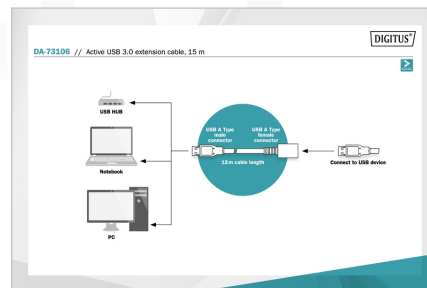 DIGITUS®
DA-73106 // Active USB 3.0 extension cable, 15 m
USB HUB
USB A Type
male
connector
USB A Type
female
connector
15 m cable length
Notebook
Connect to USB device
PC